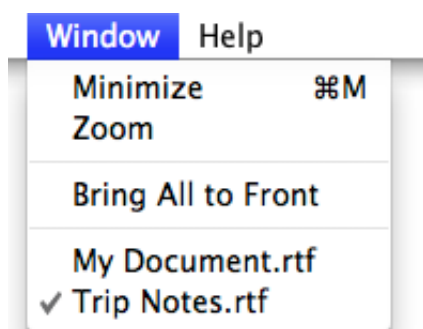 Window Help
Minimize ⌘M
Zoom
Bring All to Front
My Document.rtf
✓ Trip Notes.rtf